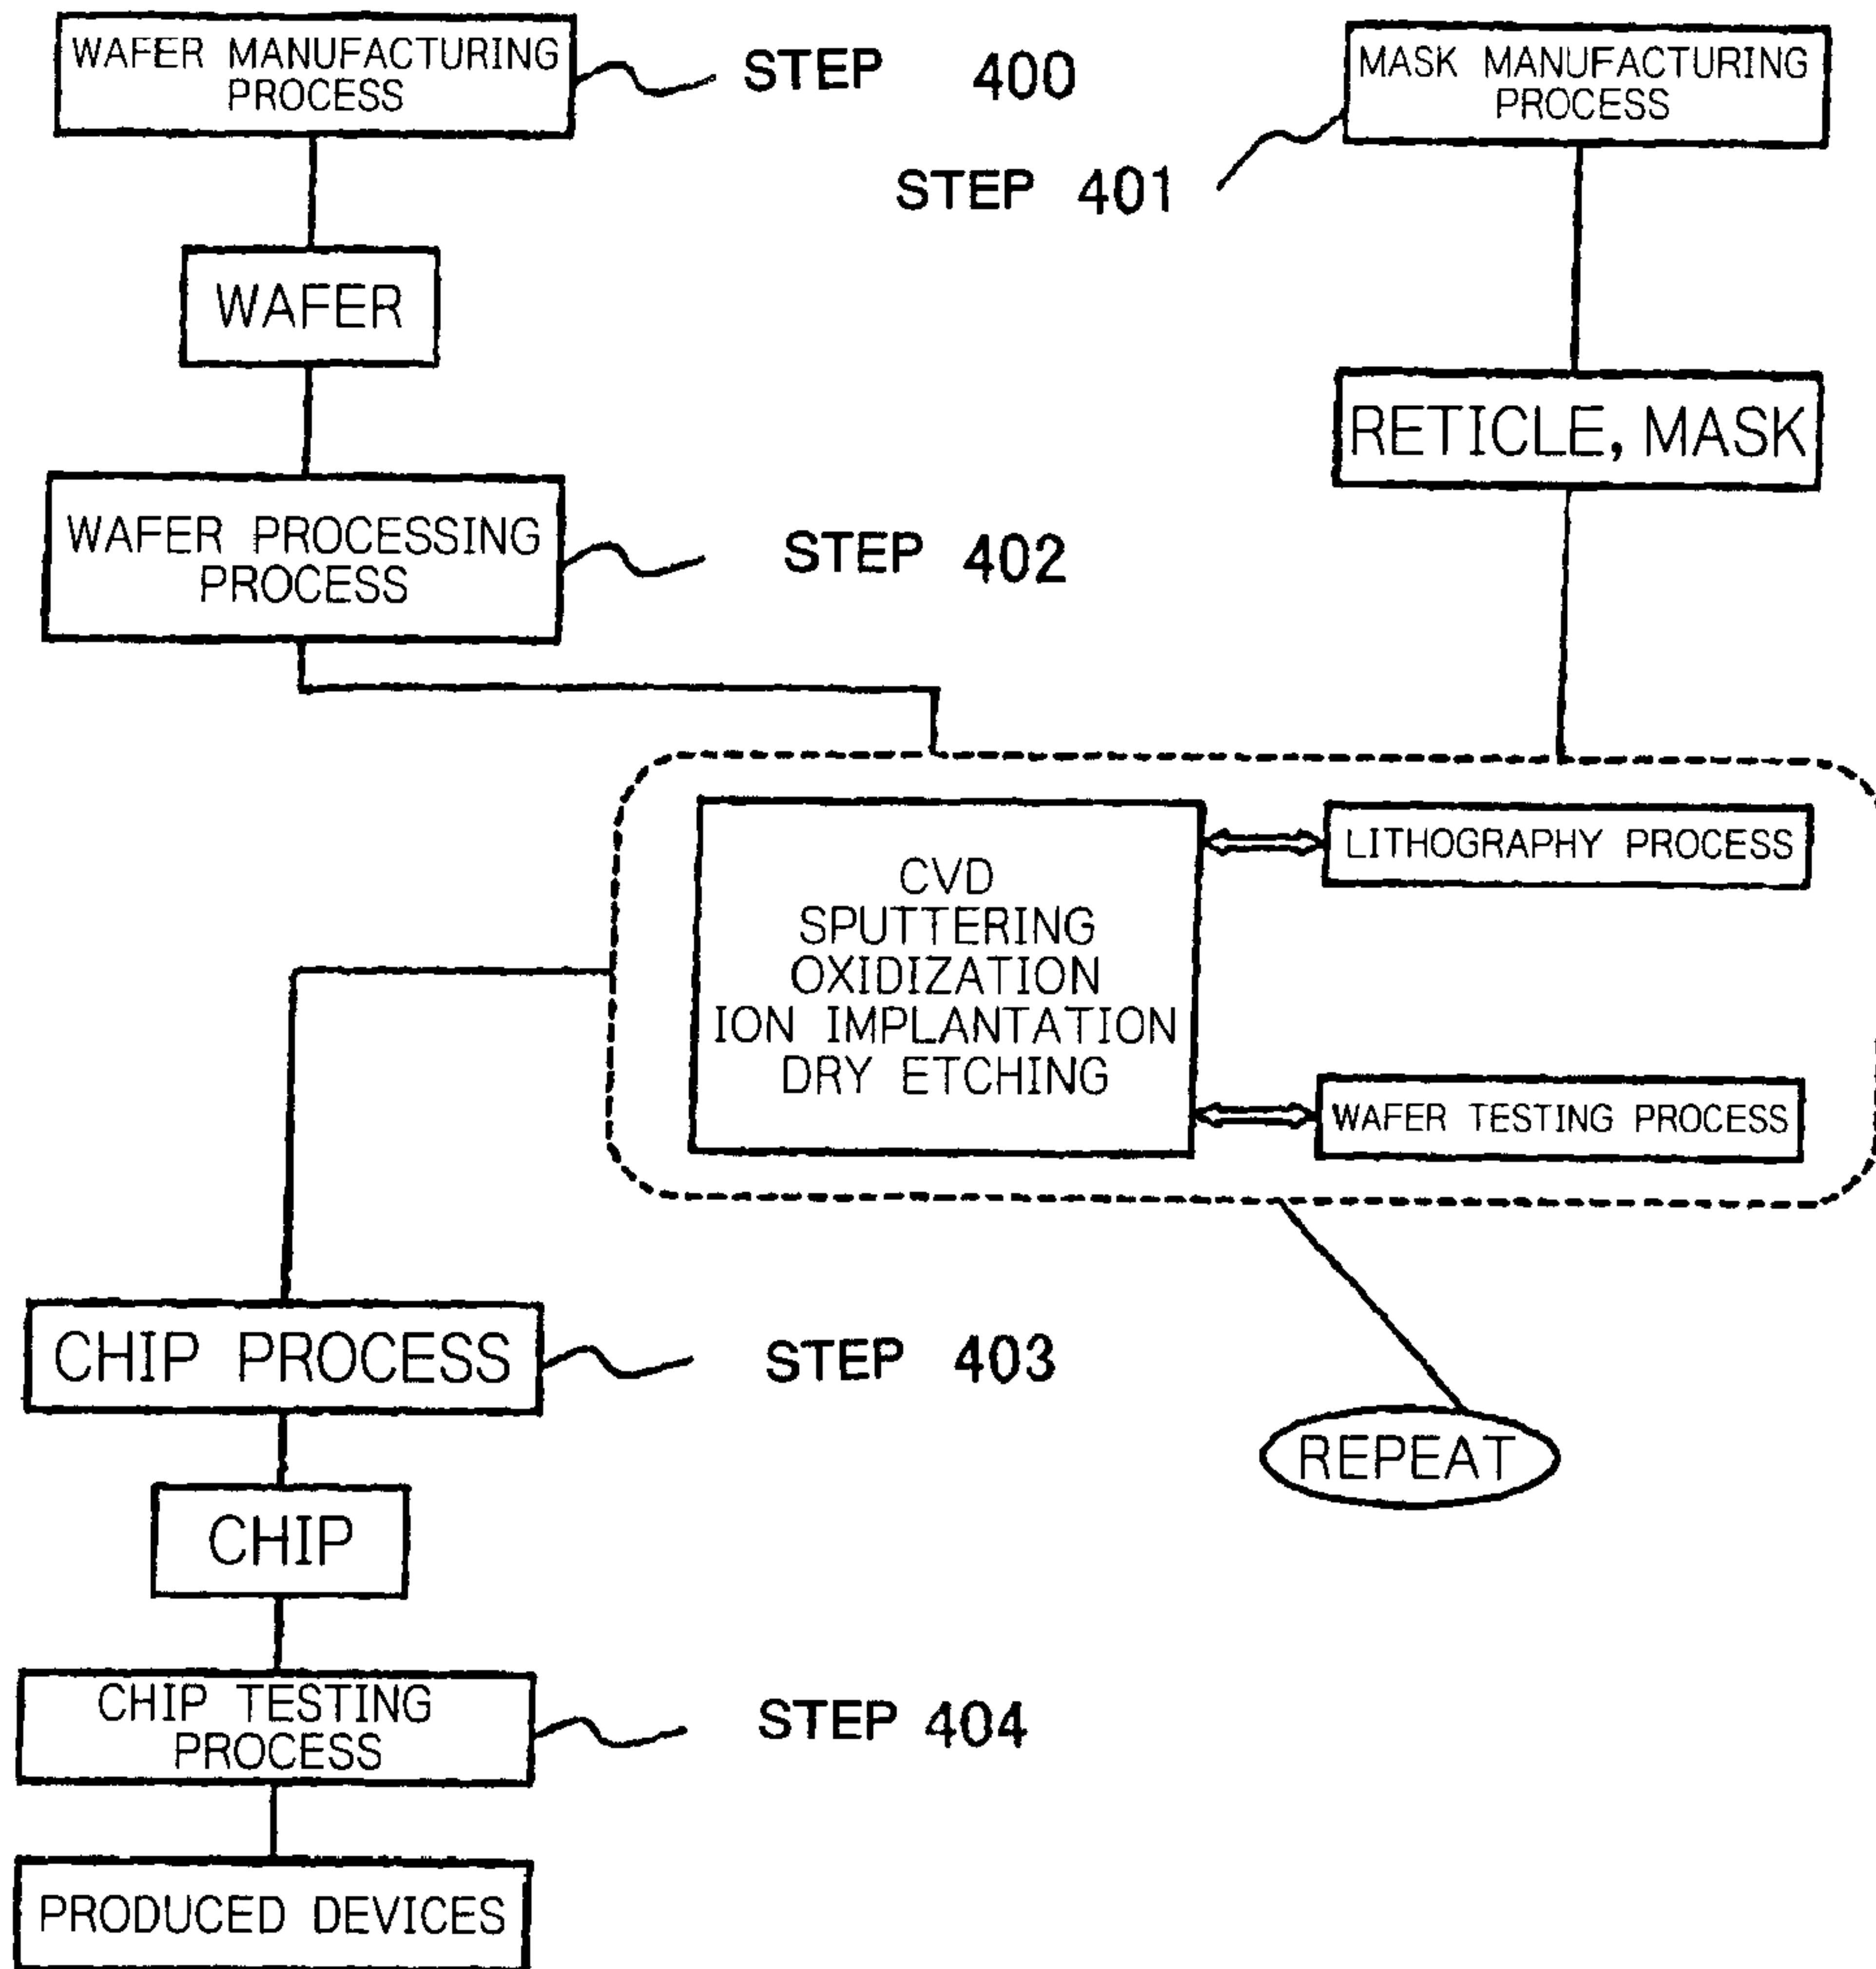 WAFER MANUFACTURING
PROCESS
STEP 400
MASK MANUFACTURING
PROCESS
STEP 401
WAFER
RETICLE, MASK
WAFER PROCESSING
PROCESS
STEP 402
CVD
SPUTTERING
OXIDIZATION
ION IMPLANTATION
DRY ETCHING
LITHOGRAPHY PROCESS
WAFER TESTING PROCESS
CHIP PROCESS
STEP 403
REPEAT
CHIP
CHIP TESTING
PROCESS
STEP 404
PRODUCED DEVICES